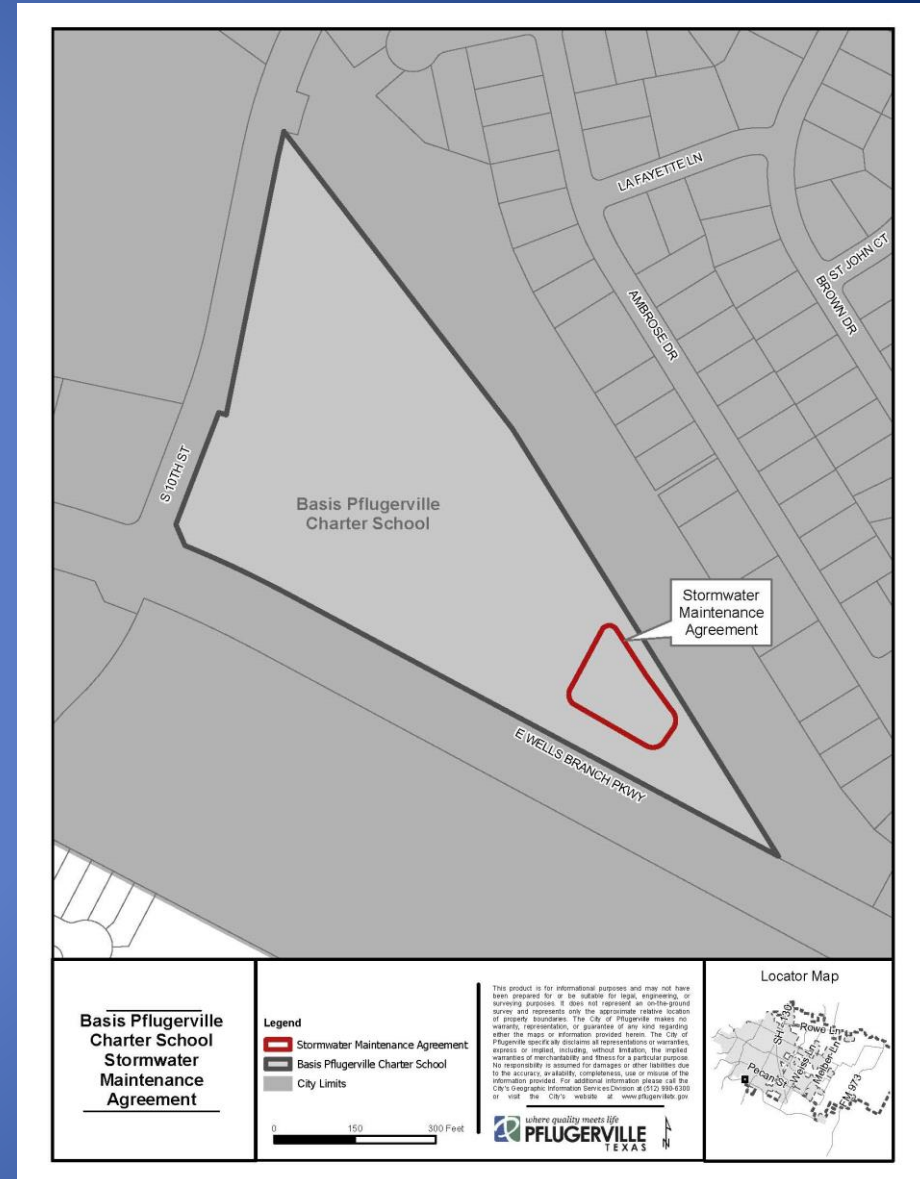 LA FAYETTE LN
ST JOHN CT
BROWN DR
AMBROSE DR
S 10TH ST
Basis Pflugerville
Charter School
Stormwater
Maintenance
Agreement
E WELLS BRANCH PKWY
Basis Pflugerville
Charter School
Stormwater
Maintenance
Agreement
Legend
Stormwater Maintenance Agreement
Basis Pflugerville Charter School
City Limits
0 150 300 Feet
This product is for informational purposes and may not have
been prepared for or be suitable for legal, engineering, or
surveying purposes. It does not represent an on-the-ground
survey and represents only the approximate relative location
of property boundaries. The City of Pflugerville makes no
warranty, representation, or guarantee of any kind regarding
either the maps or information provided herein. The City of
Pflugerville specifically disclaims all representations or warranties,
express or implied, including, without limitation, the implied
warranties of merchantability and fitness for a particular purpose.
No responsibility is assumed for damages or other liabilities due
to the accuracy, availability, completeness, use or misuse of the
information provided. For additional information please call the
City's Geographic Information Services Division at (512) 990-6300
or visit the City's website at www.pflugervilletx.gov.
where quality meets life
PFLUGERVILLE
TEXAS
N
Locator Map
SH 130
Rowe Ln
Weiss Ln
Melber Ln
Pecan St
FM 973